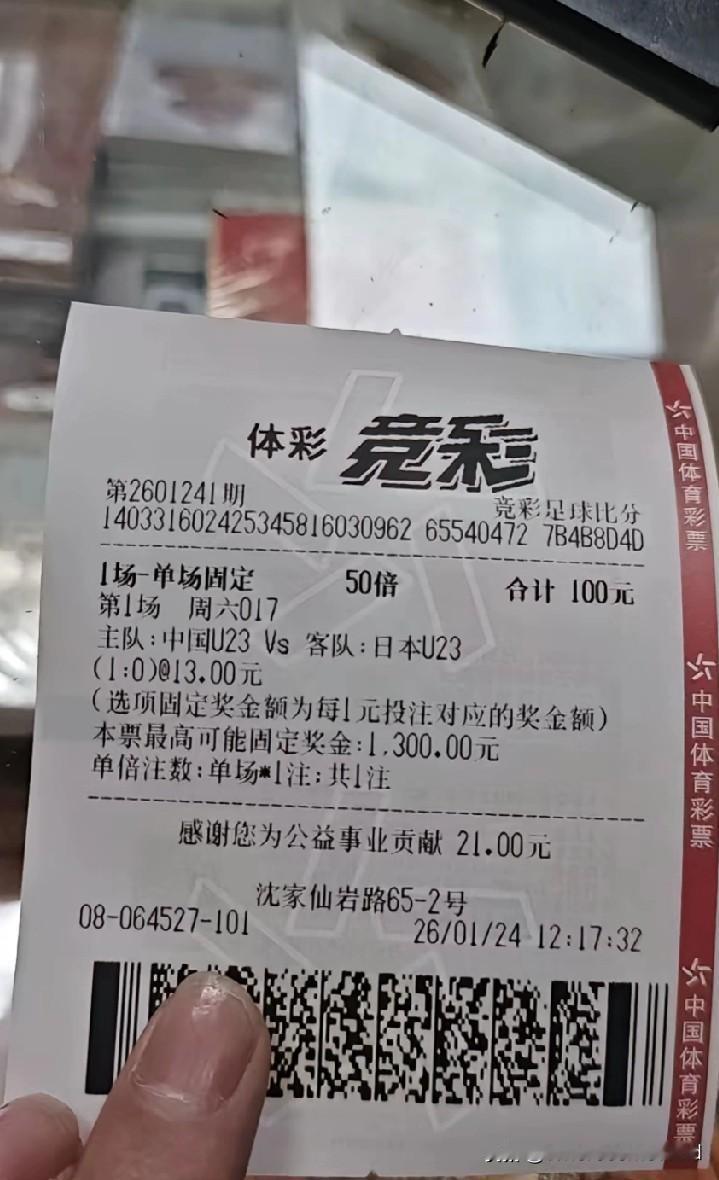 体彩 竞彩
第2601241期
竞彩足球比分
140331602425345816030962 65540472 7B4B8D4D
1场-单场固定 50倍 合计 100元
第1场 周六017
主队:中国U23 Vs 客队:日本U23
(1:0)@13.00元
(选项固定奖金额为每1元投注对应的奖金额)
本票最高可能固定奖金:1,300.00元
单倍注数:单场*1注;共1注
感谢您为公益事业贡献 21.00元
沈家仙岩路65-2号
08-064527-101 26/01/24 12:17:32
中国体育彩票
中国体育彩票
中国体育彩票